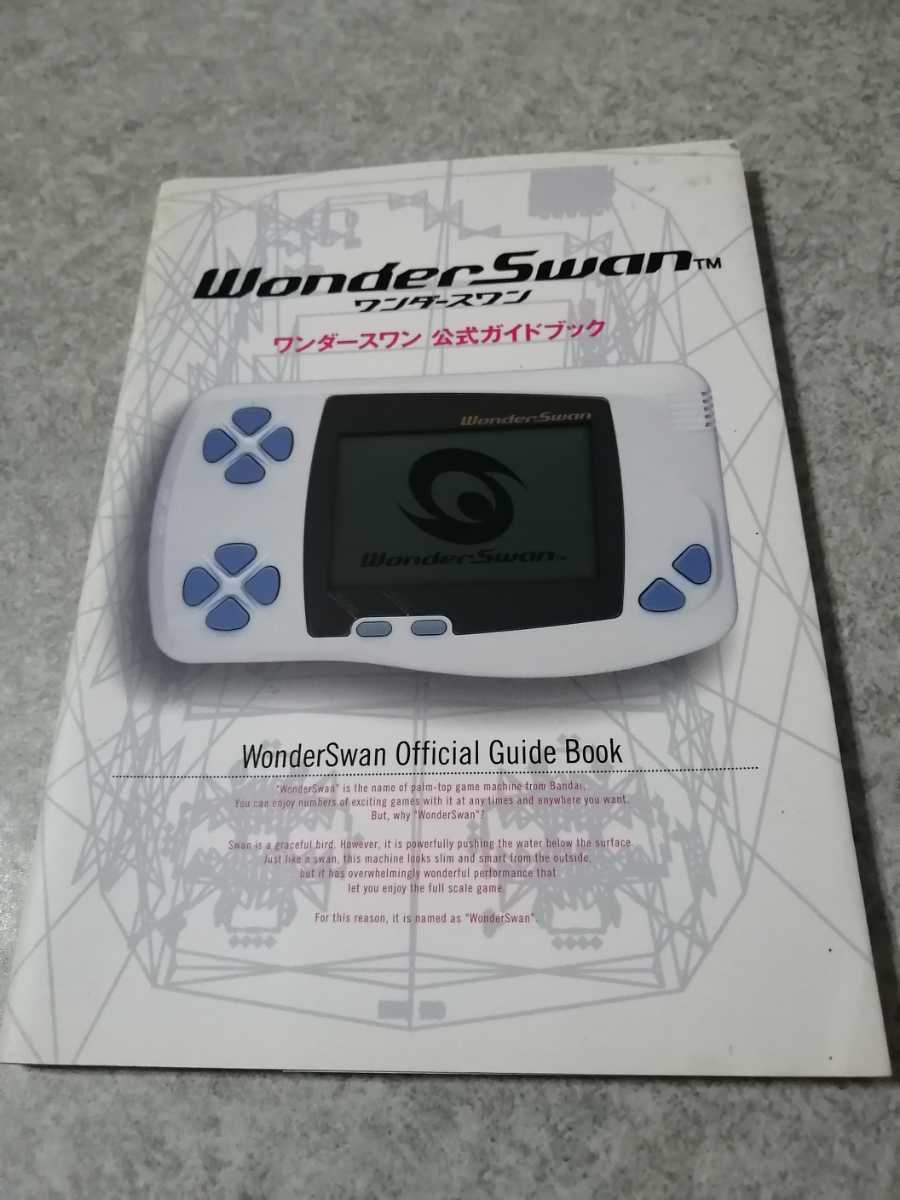 WonderSwan™
ワンダースワン
ワンダースワン 公式ガイドブック
WonderSwan
WonderSwan™
WonderSwan Official Guide Book
"WonderSwan" is the name of palm-top game machine from Bandai.
You can enjoy numbers of exciting games with it at any times and anywhere you want.
But, why "WonderSwan"?
Swan is a graceful bird. However, it is powerfully pushing the water below the surface.
Just like a swan, this machine looks slim and smart from the outside,
but it has overwhelmingly wonderful performance that
let you enjoy the full scale game.
For this reason, it is named as "WonderSwan".